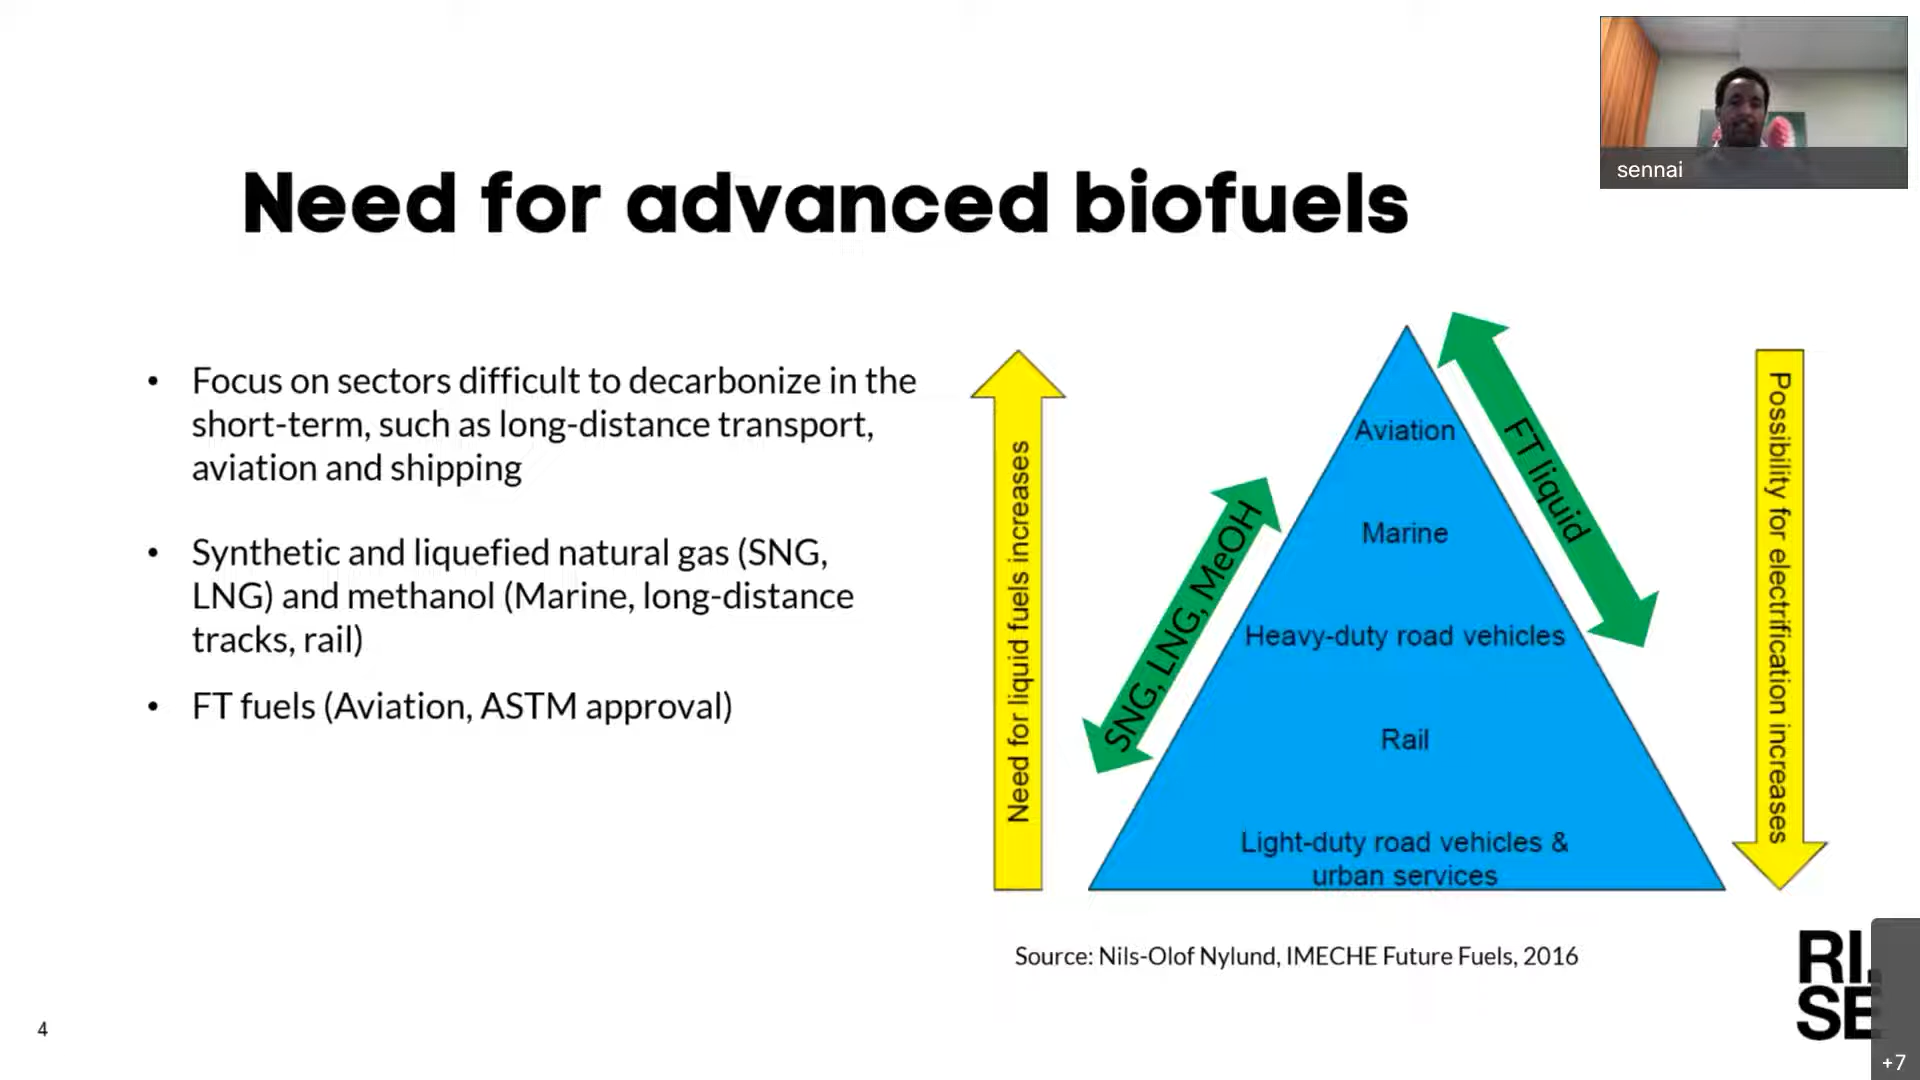 sennai
Need for advanced biofuels
• Focus on sectors difficult to decarbonize in the
short-term, such as long-distance transport,
aviation and shipping
• Synthetic and liquefied natural gas (SNG,
LNG) and methanol (Marine, long-distance
tracks, rail)
• FT fuels (Aviation, ASTM approval)
Need for liquid fuels increases
SNG, LNG, MeOH
Aviation
Marine
Heavy-duty road vehicles
Rail
Light-duty road vehicles &
urban services
FT liquid
Possibility for electrification increases
Source: Nils-Olof Nylund, IMECHE Future Fuels, 2016
RI.
SE
4
+7